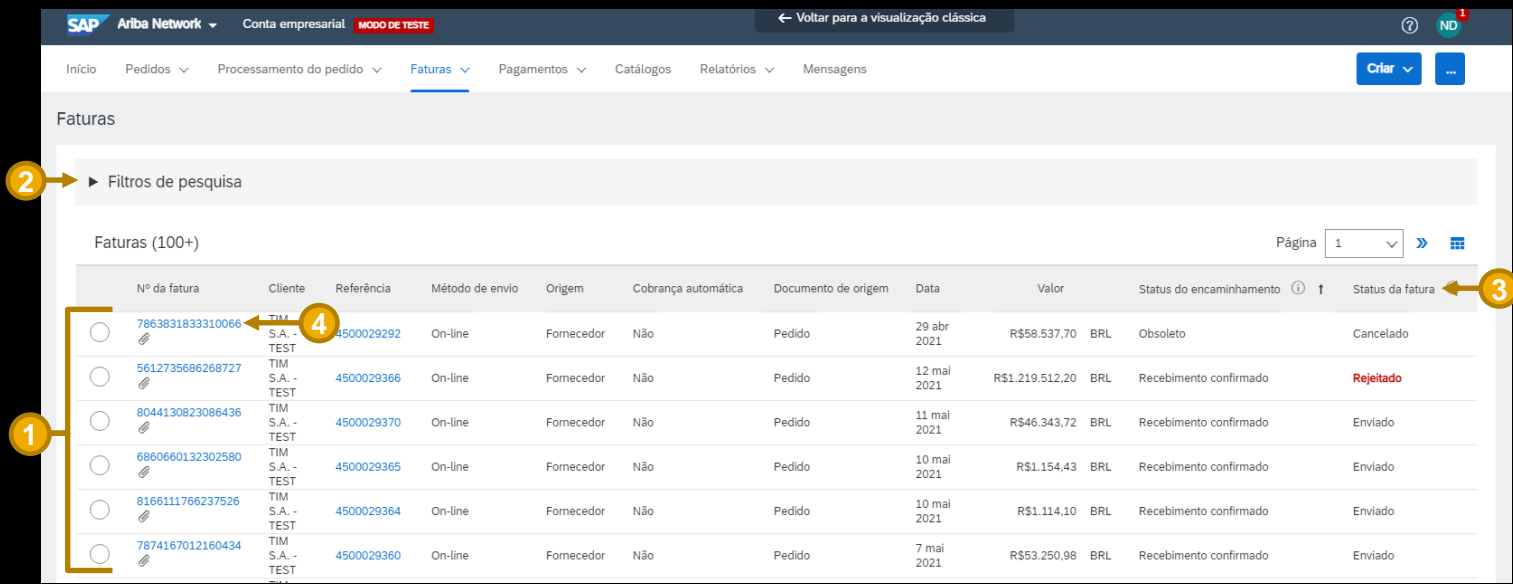 SAP Ariba Network Conta empresarial MODO DE TESTE ← Voltar para a visualização clássica ? ND 1
Início Pedidos Processamento do pedido Faturas Pagamentos Catálogos Relatórios Mensagens Criar ...
Faturas
2 ► Filtros de pesquisa
Faturas (100+) Página 1 »
Nº da fatura Cliente Referência Método de envio Origem Cobrança automática Documento de origem Data Valor Status do encaminhamento i ↑ Status da fatura 3
7863831833310066 4 TIM S.A. - TEST 4500029292 On-line Fornecedor Não Pedido 29 abr 2021 R$58.537,70 BRL Obsoleto Cancelado
5612735686268727 TIM S.A. - TEST 4500029366 On-line Fornecedor Não Pedido 12 mai 2021 R$1.219.512,20 BRL Recebimento confirmado Rejeitado
1
8044130823086436 TIM S.A. - TEST 4500029370 On-line Fornecedor Não Pedido 11 mai 2021 R$46.343,72 BRL Recebimento confirmado Enviado
6860660132302580 TIM S.A. - TEST 4500029365 On-line Fornecedor Não Pedido 10 mai 2021 R$1.154,43 BRL Recebimento confirmado Enviado
8166111766237526 TIM S.A. - TEST 4500029364 On-line Fornecedor Não Pedido 10 mai 2021 R$1.114,10 BRL Recebimento confirmado Enviado
7874167012160434 TIM S.A. - TEST 4500029360 On-line Fornecedor Não Pedido 7 mai 2021 R$53.250,98 BRL Recebimento confirmado Enviado